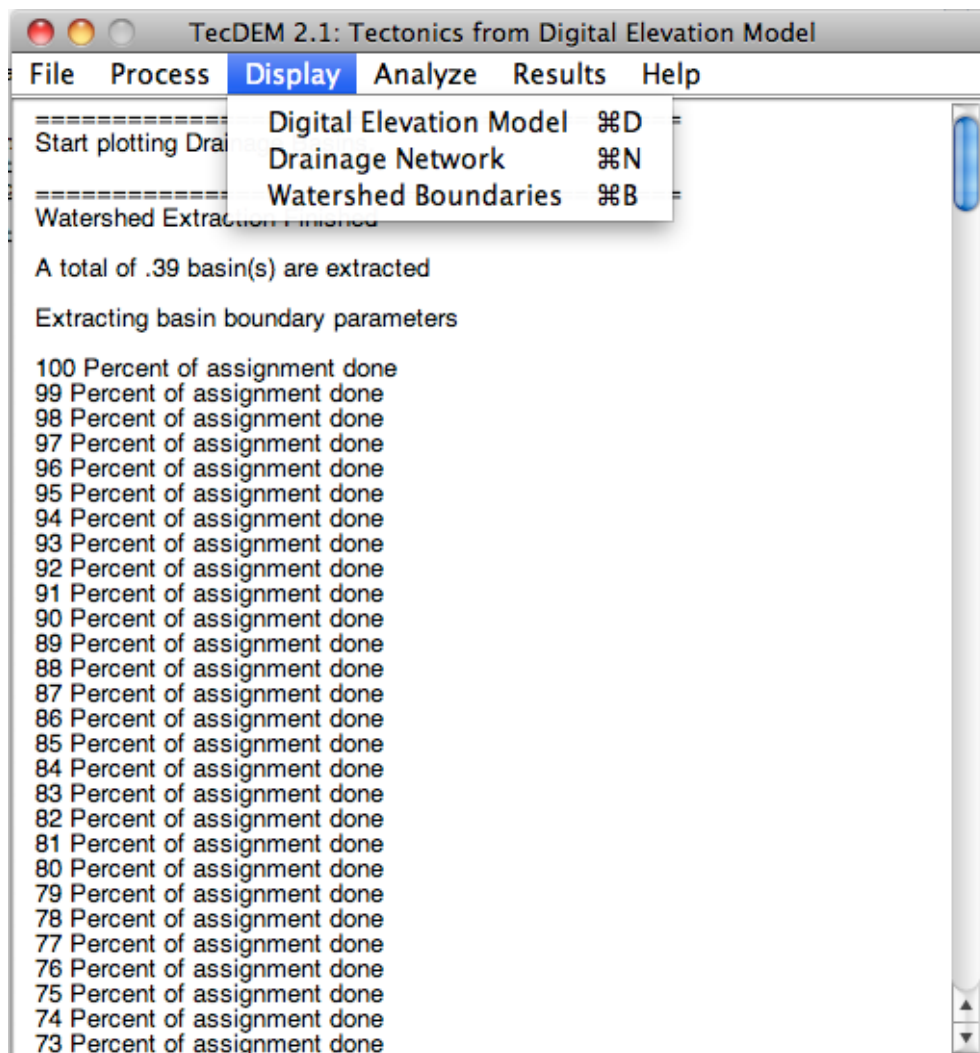 TecDEM 2.1: Tectonics from Digital Elevation Model
File Process Display Analyze Results Help
Digital Elevation Model ⌘D
Drainage Network ⌘N
Watershed Boundaries ⌘B
==================================
Start plotting Drainage Basins
==================================
Watershed Extraction Finished
A total of .39 basin(s) are extracted
Extracting basin boundary parameters
100 Percent of assignment done
99 Percent of assignment done
98 Percent of assignment done
97 Percent of assignment done
96 Percent of assignment done
95 Percent of assignment done
94 Percent of assignment done
93 Percent of assignment done
92 Percent of assignment done
91 Percent of assignment done
90 Percent of assignment done
89 Percent of assignment done
88 Percent of assignment done
87 Percent of assignment done
86 Percent of assignment done
85 Percent of assignment done
84 Percent of assignment done
83 Percent of assignment done
82 Percent of assignment done
81 Percent of assignment done
80 Percent of assignment done
79 Percent of assignment done
78 Percent of assignment done
77 Percent of assignment done
76 Percent of assignment done
75 Percent of assignment done
74 Percent of assignment done
73 Percent of assignment done